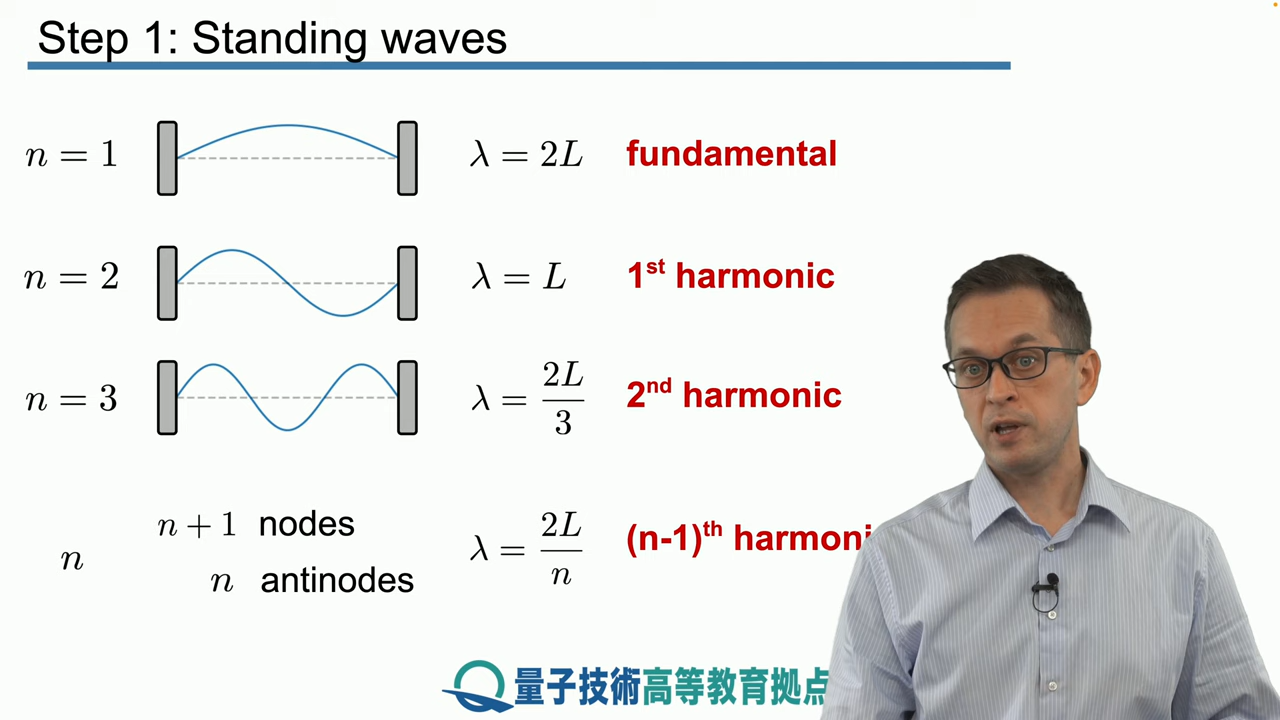 Step 1: Standing waves
n = 1 λ = 2L fundamental
n = 2 λ = L 1st harmonic
n = 3 λ = 2L/3 2nd harmonic
n + 1 nodes
n λ = 2L/n (n-1)th harmoni
n antinodes
量子技術高等教育拠点